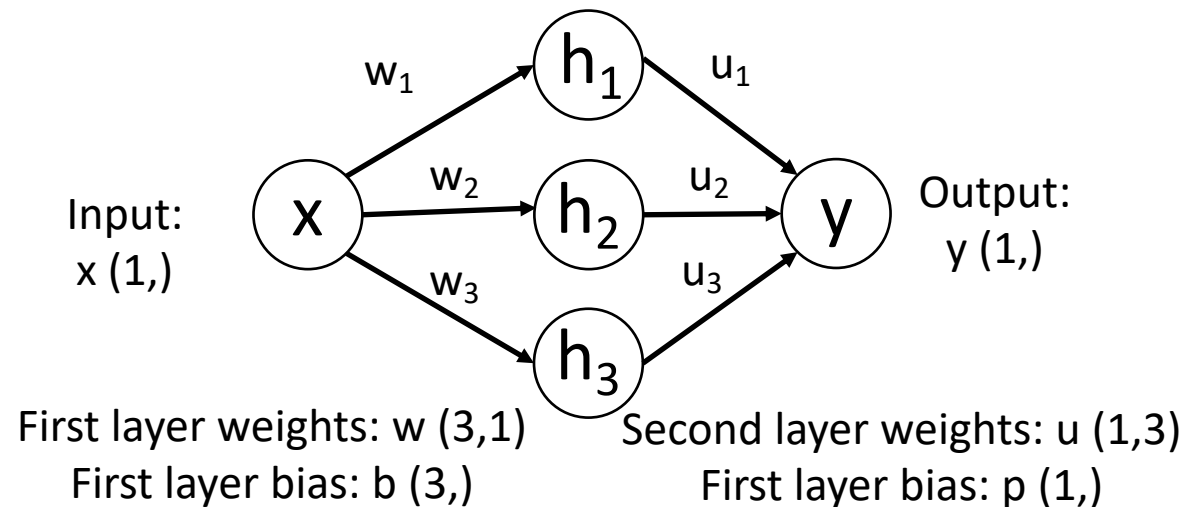 w₁
h₁
u₁
Input:
x (1,)
x
w₂
h₂
u₂
y
Output:
y (1,)
w₃
h₃
u₃
First layer weights: w (3,1)
First layer bias: b (3,)
Second layer weights: u (1,3)
First layer bias: p (1,)